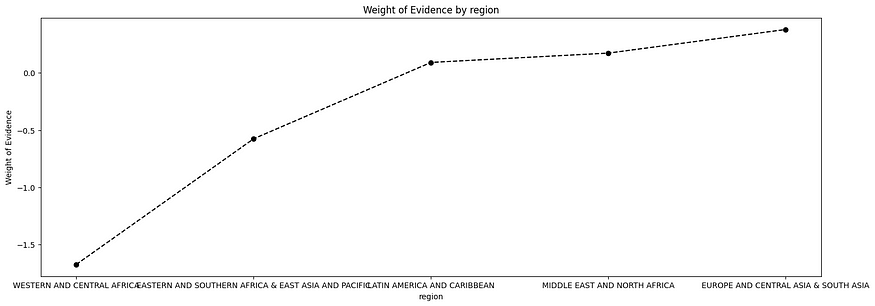 Weight of Evidence by region
Weight of Evidence
0.0
−0.5
−1.0
−1.5
WESTERN AND CENTRAL AFRICA EASTERN AND SOUTHERN AFRICA & EAST ASIA AND PACIFIC LATIN AMERICA AND CARIBBEAN MIDDLE EAST AND NORTH AFRICA EUROPE AND CENTRAL ASIA & SOUTH ASIA
region